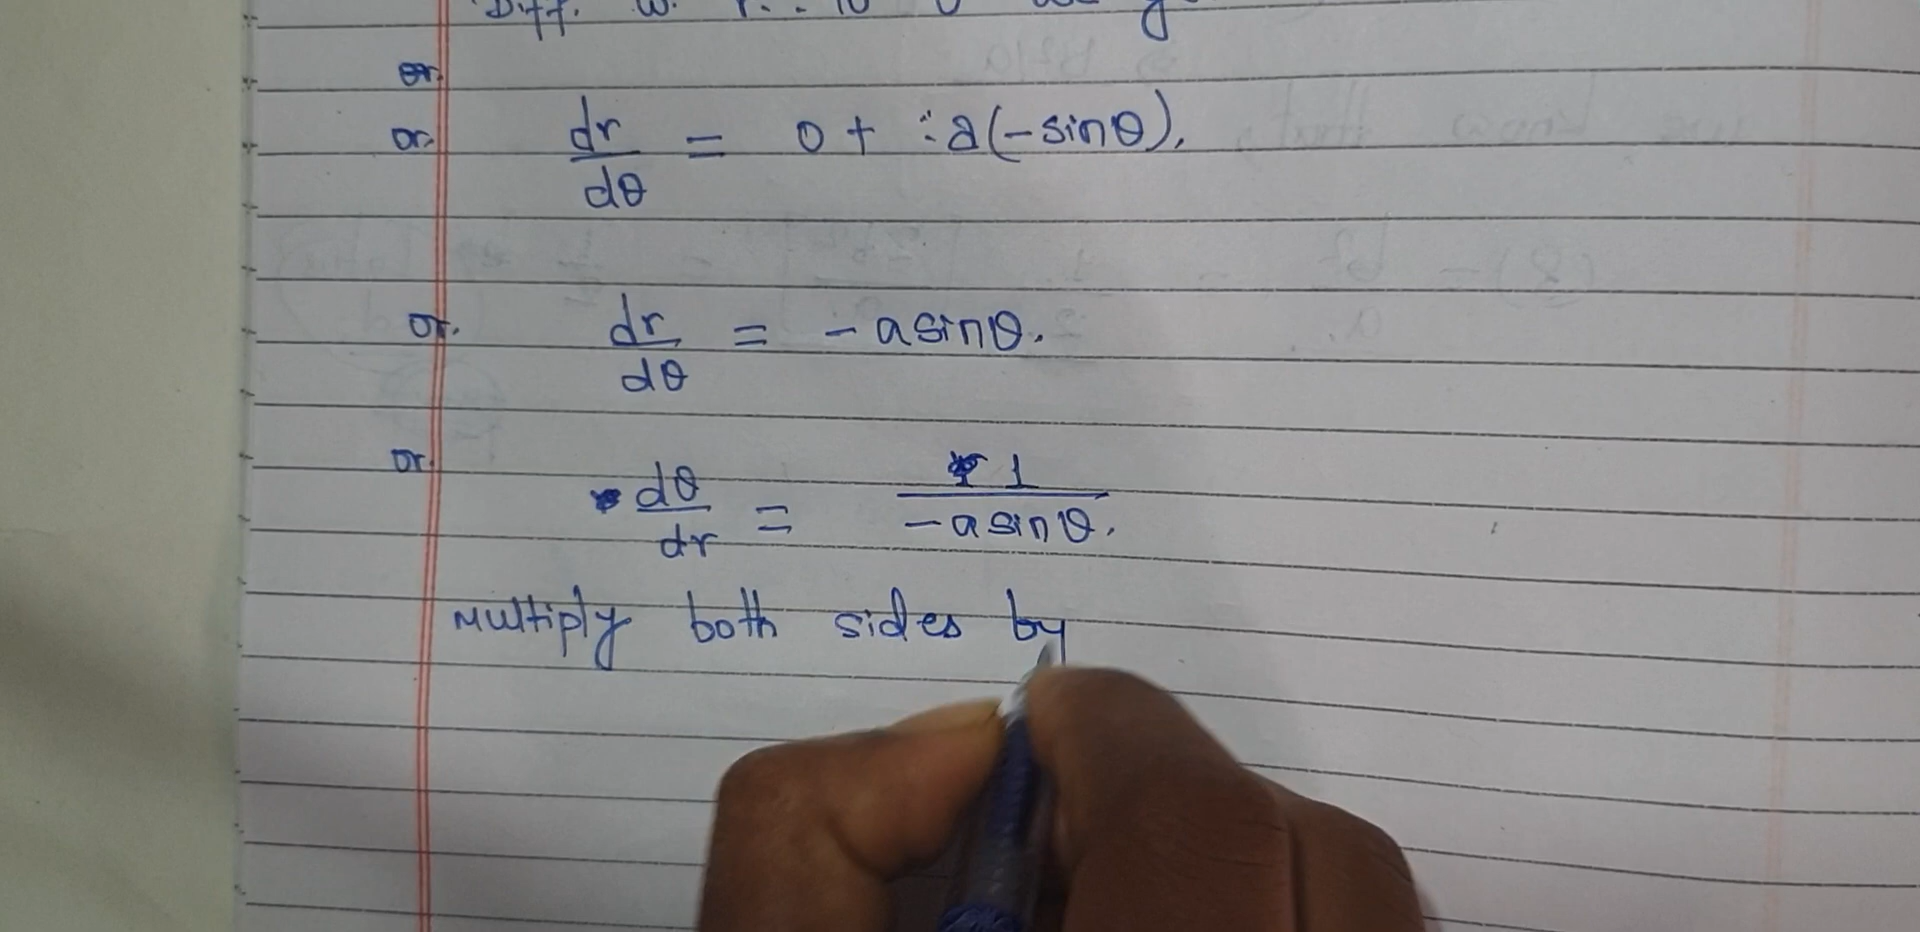 Diff. w.
or
or. dr/dθ = 0 + a(-sinθ).
or. dr/dθ = - a sinθ.
or. dθ/dr = 1/- a sinθ.
Multiply both sides by